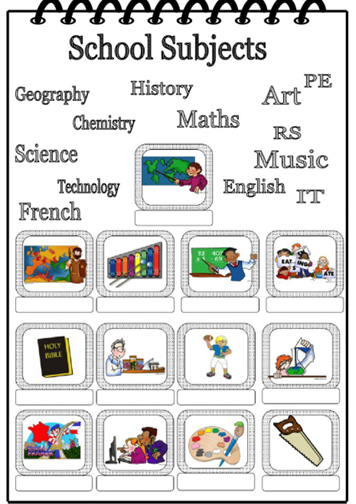 School Subjects
Geography
History
Art
PE
Chemistry
Maths
RS
Science
Music
Technology
English
IT
French
HOLY
BIBLE